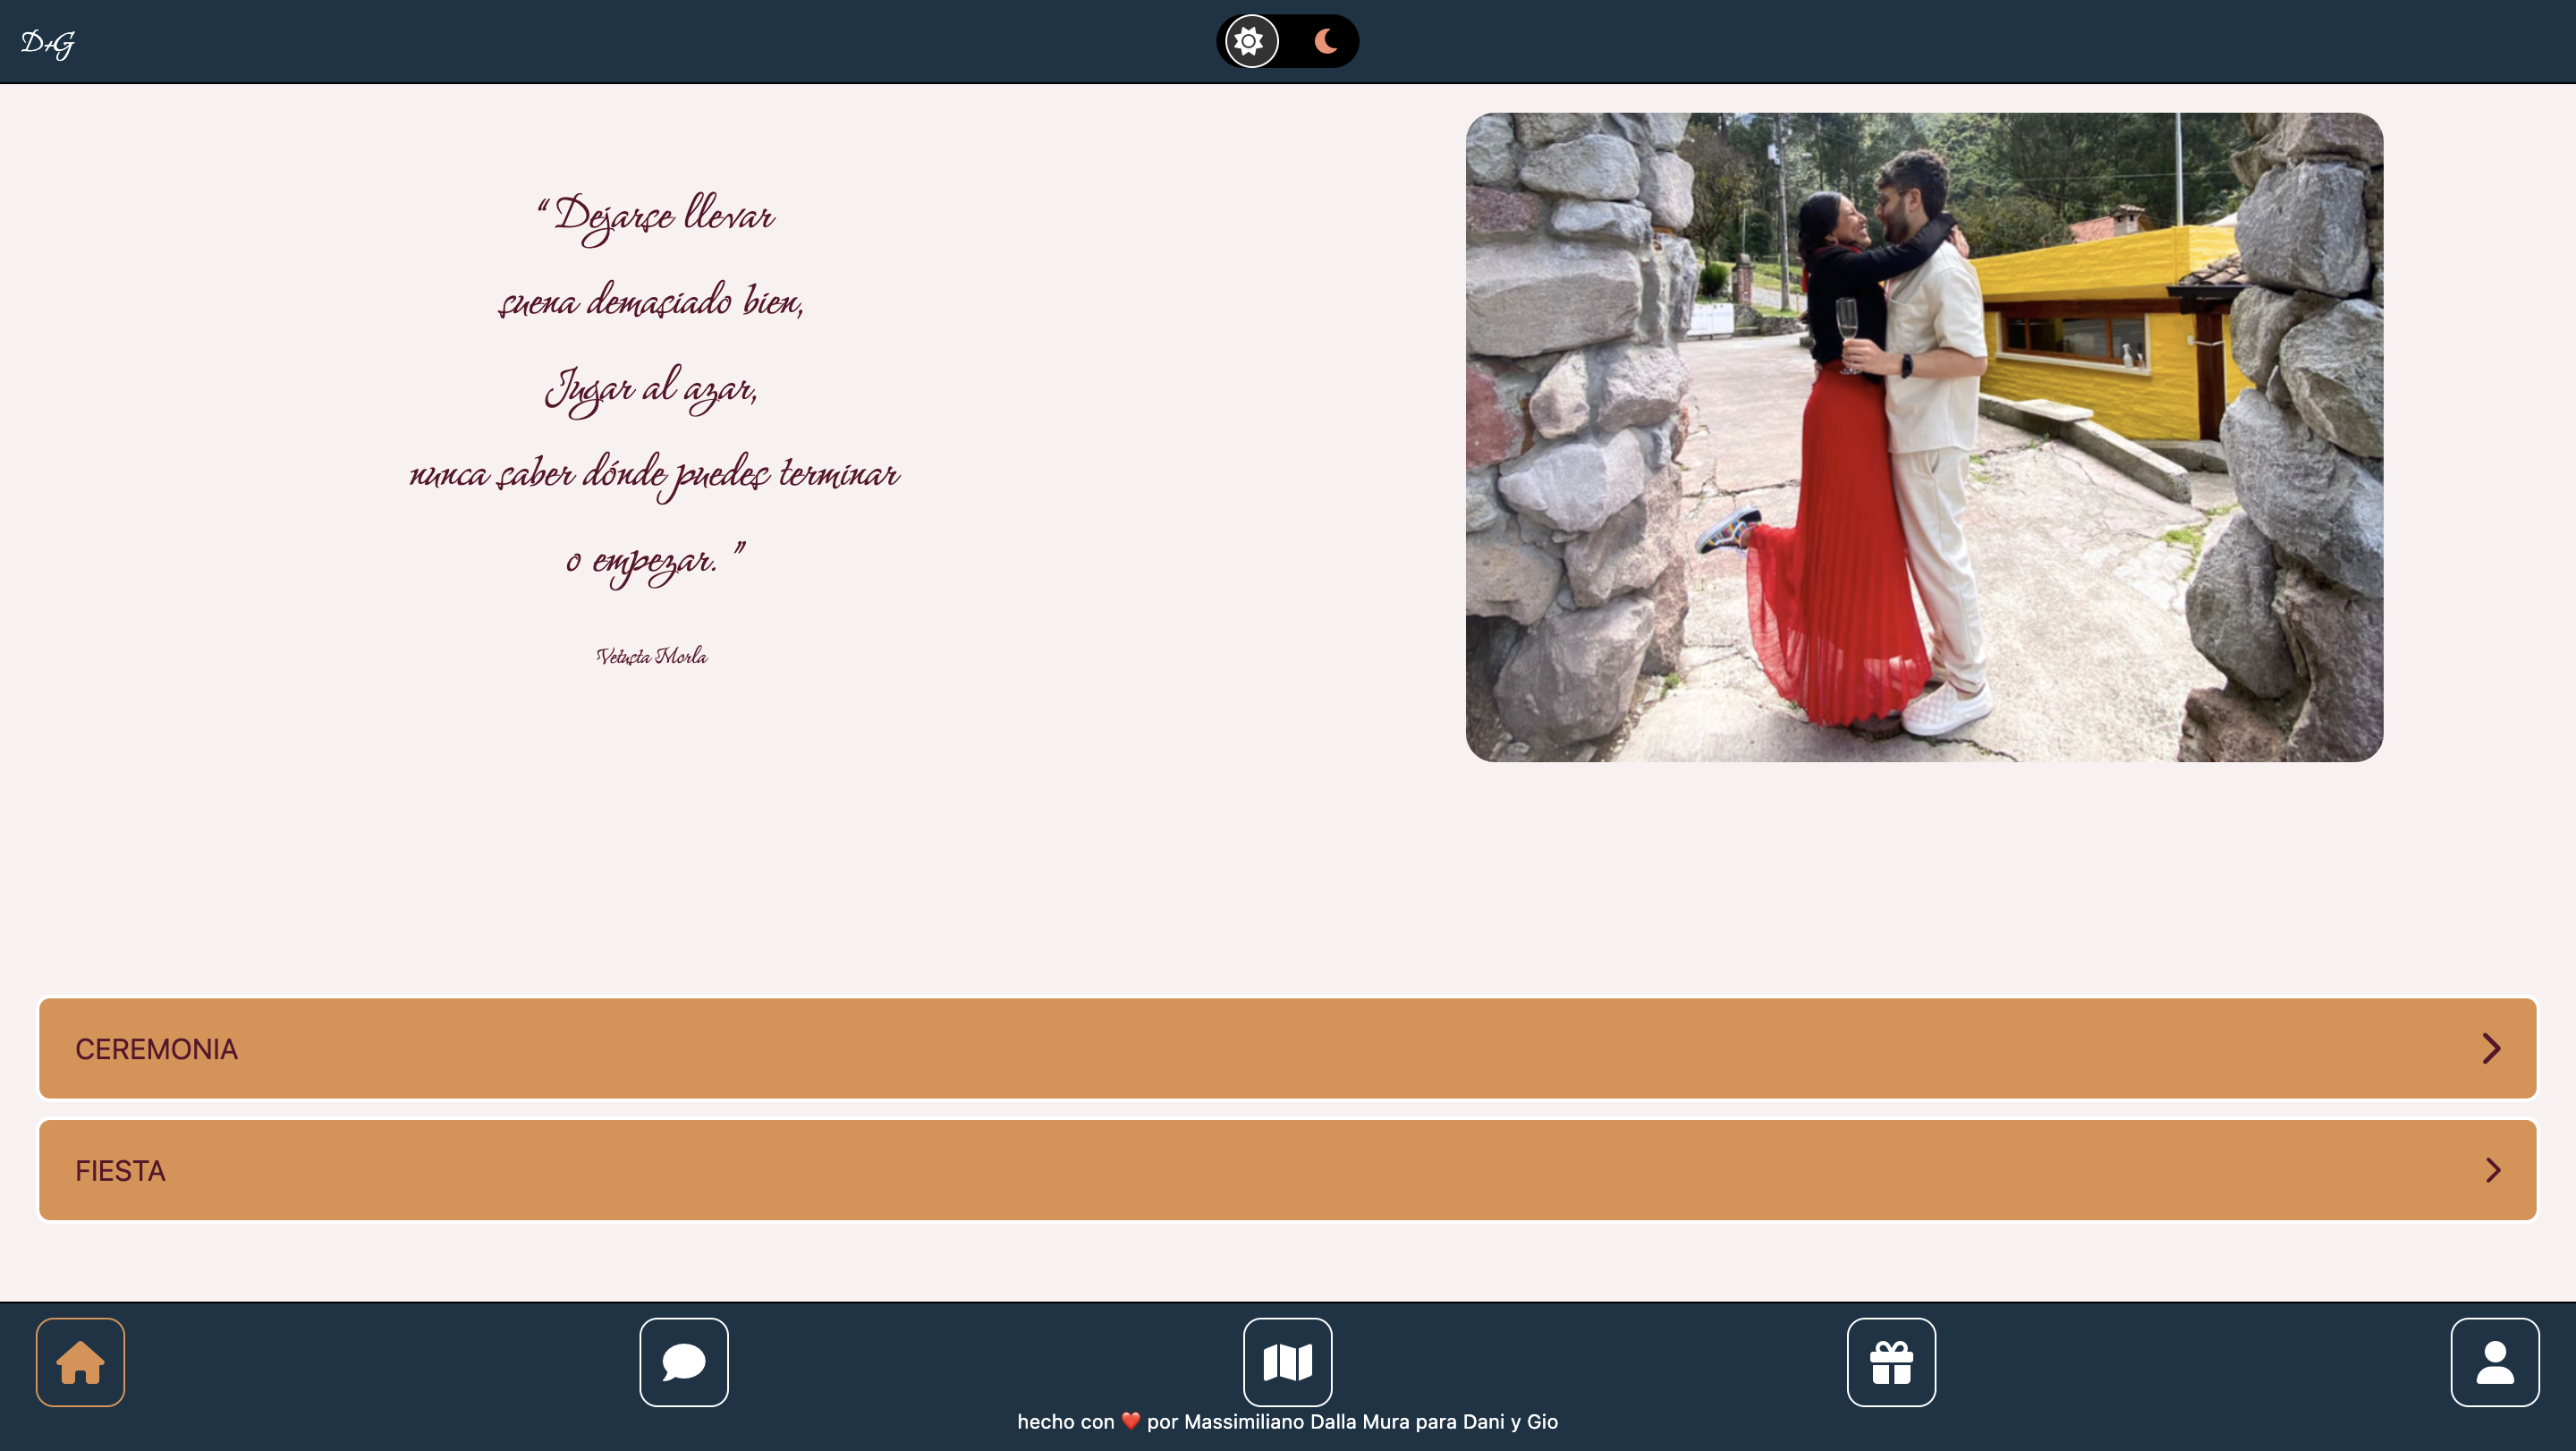 D+G
“Dejarse llevar
suena demasiado bien,
Jugar al azar,
nunca saber dónde puedes terminar
o empezar.”
Vetusta Morla
CEREMONIA
FIESTA
hecho con ❤️ por Massimiliano Dalla Mura para Dani y Gio